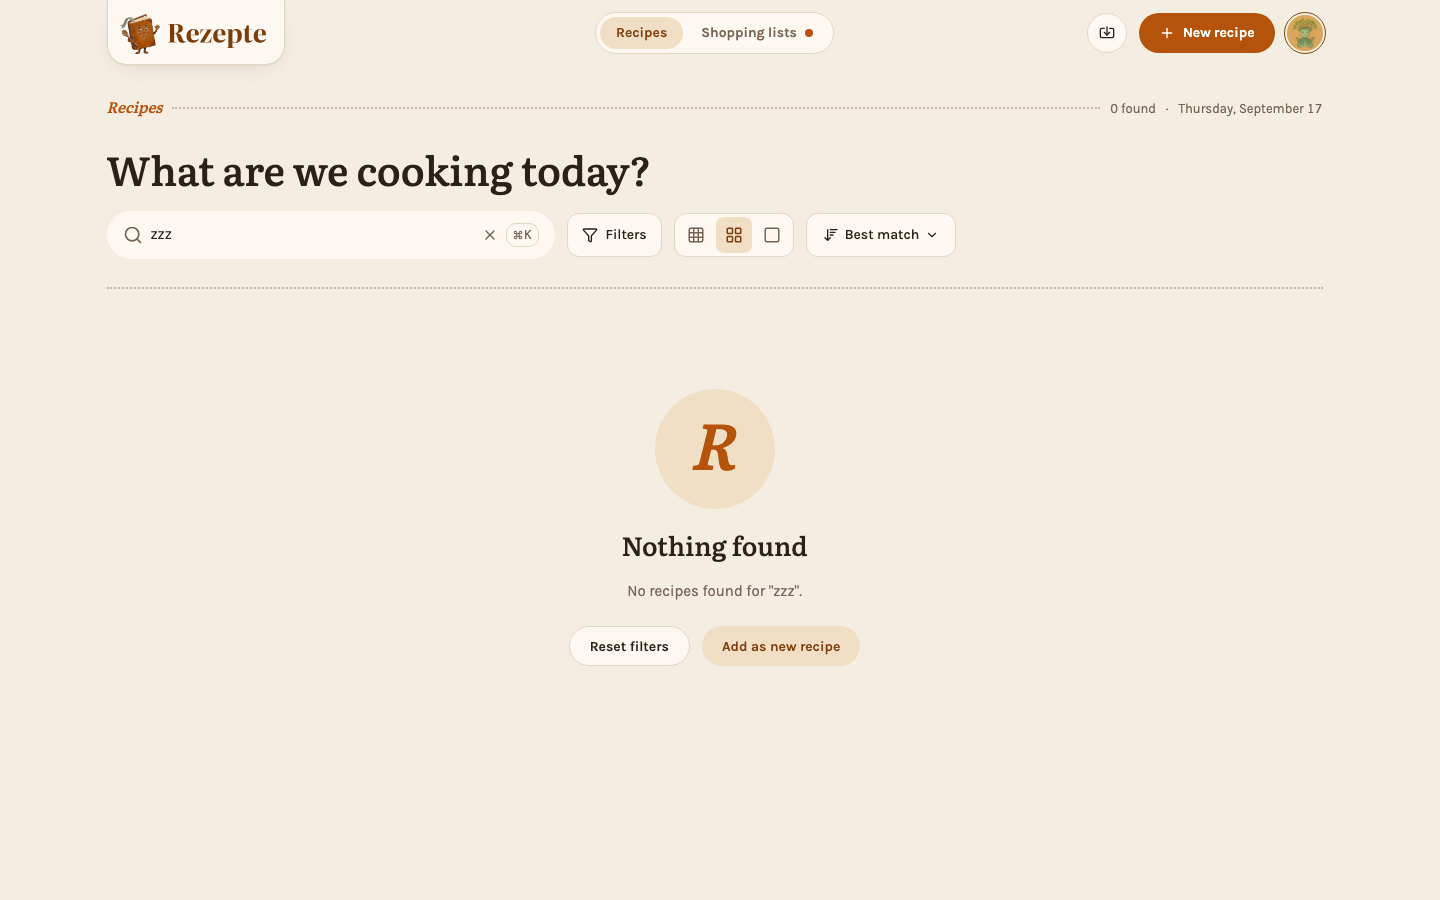 Rezepte
Recipes
Shopping lists
New recipe
Recipes
0 found · Thursday, September 17
What are we cooking today?
zzz
⌘K
Filters
Best match
R
Nothing found
No recipes found for "zzz".
Reset filters
Add as new recipe